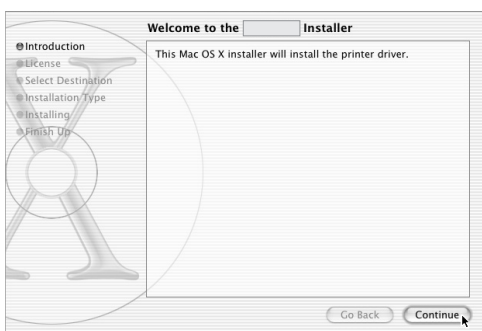 Welcome to the Installer
Introduction
License
Select Destination
Installation Type
Installing
Finish Up
This Mac OS X installer will install the printer driver.
Go Back
Continue